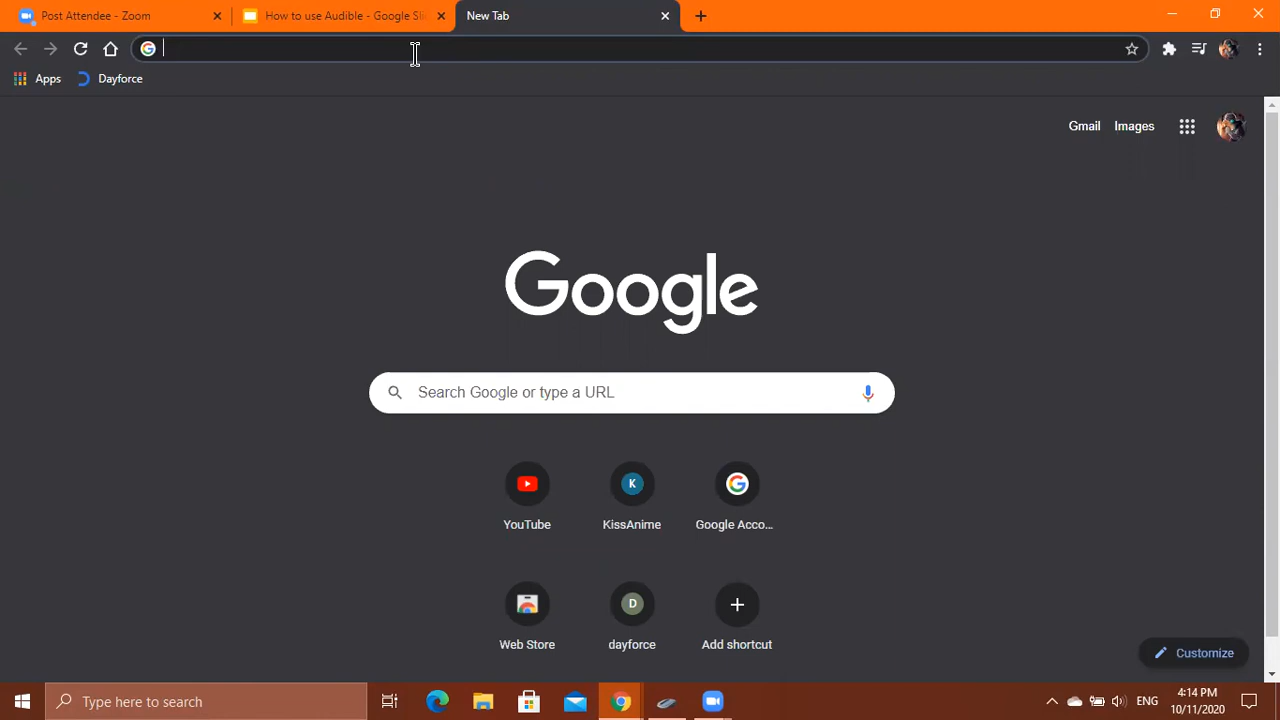 Post Attendee - Zoom
How to use Audible - Google Sli
New Tab
Apps
Dayforce
Gmail
Images
Google
Search Google or type a URL
YouTube
K
KissAnime
Google Acco...
Web Store
D
dayforce
Add shortcut
Customize
Type here to search
ENG
4:14 PM
10/11/2020